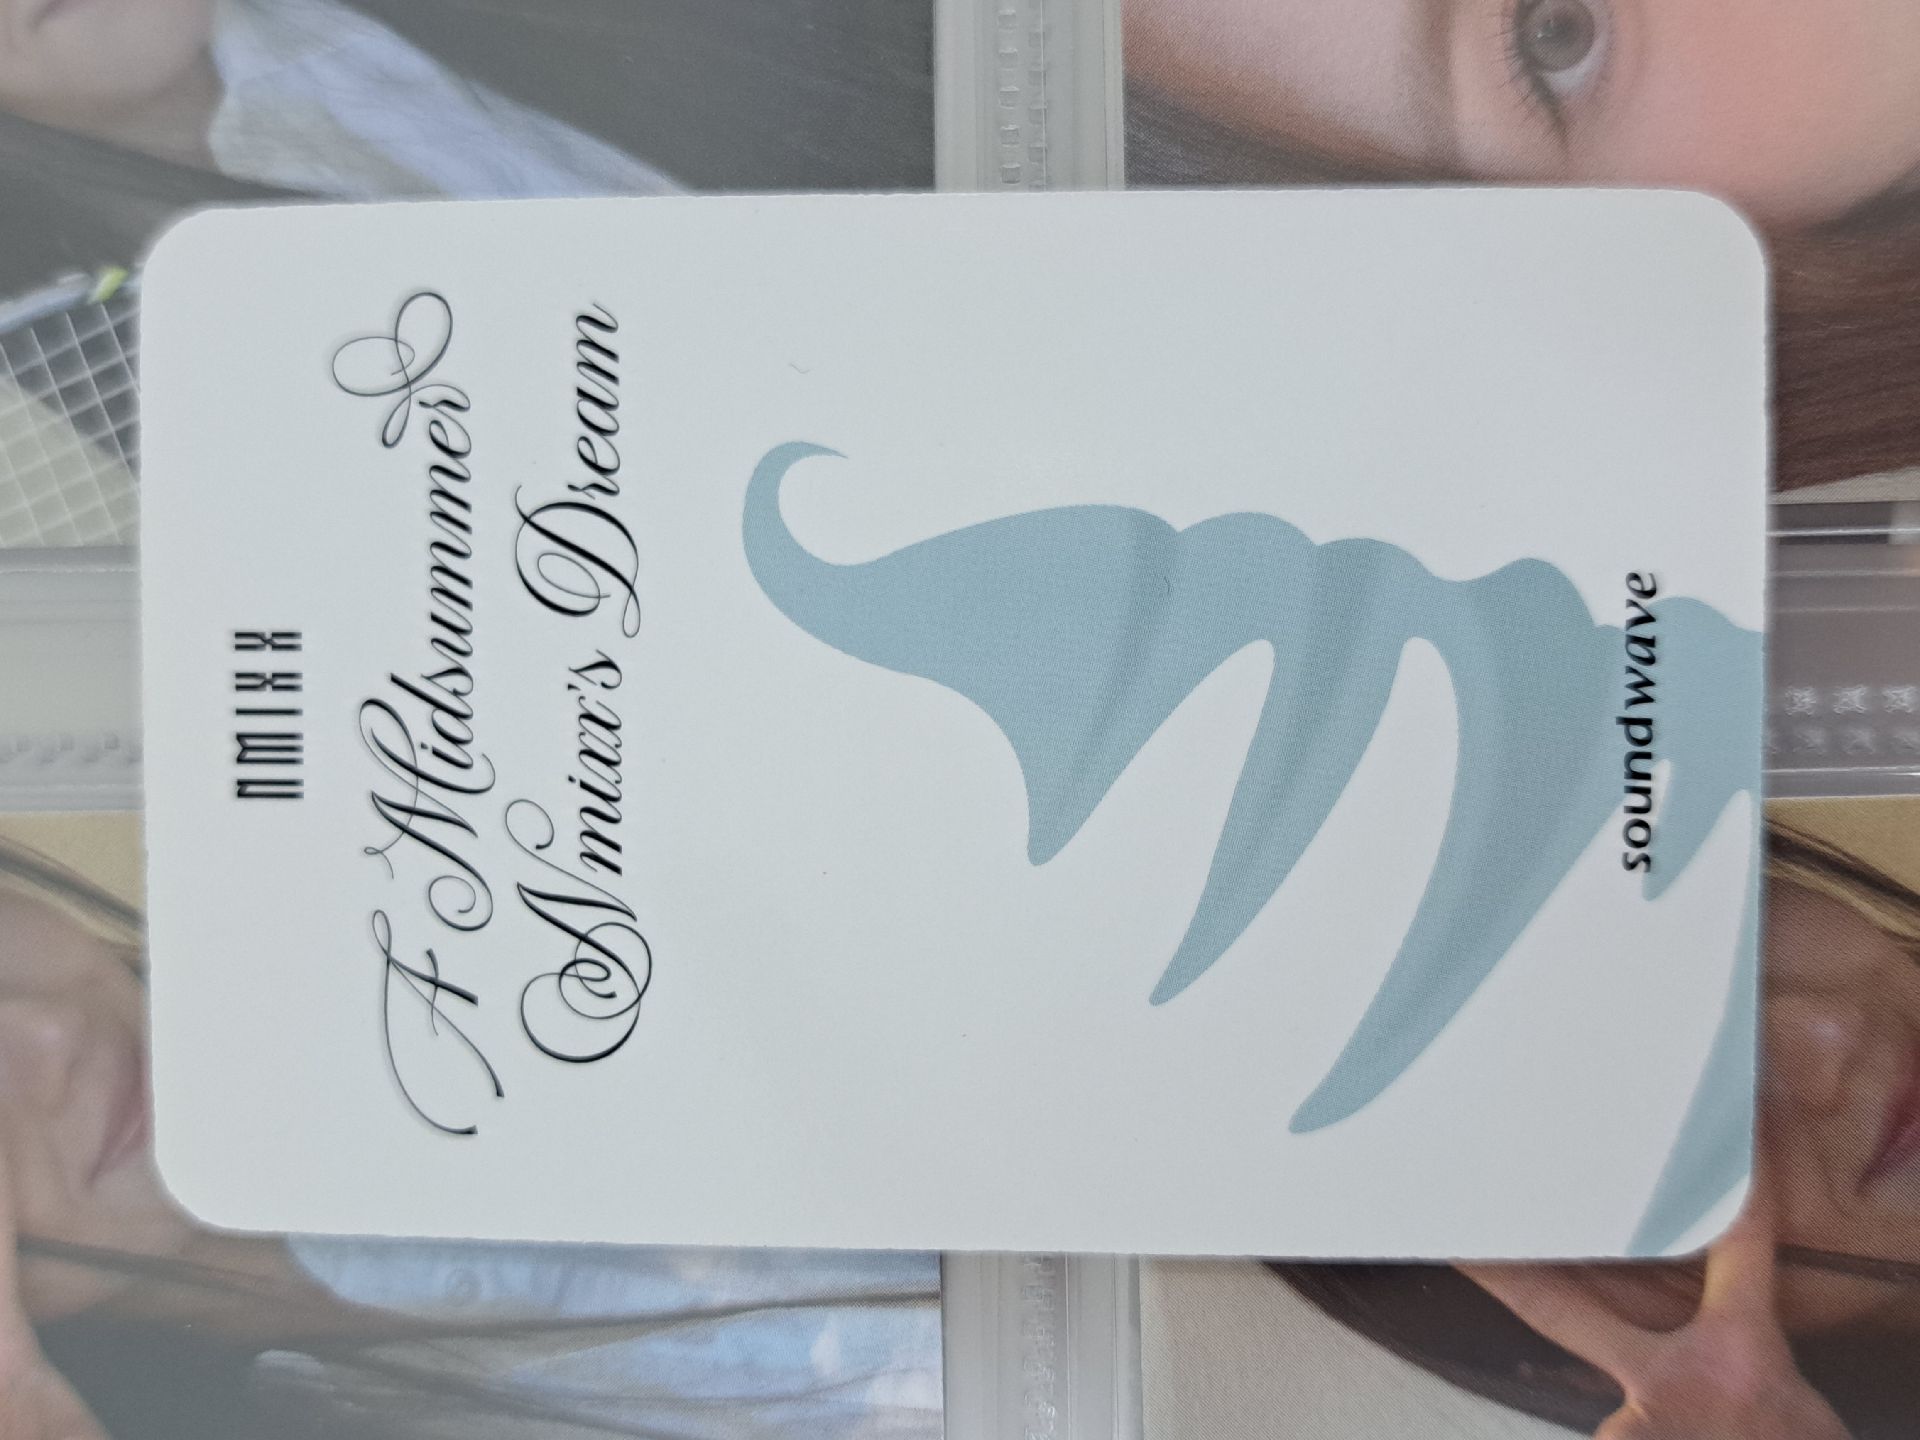 NMIXX
A Midsummer
Nmixx's Dream
soundwave